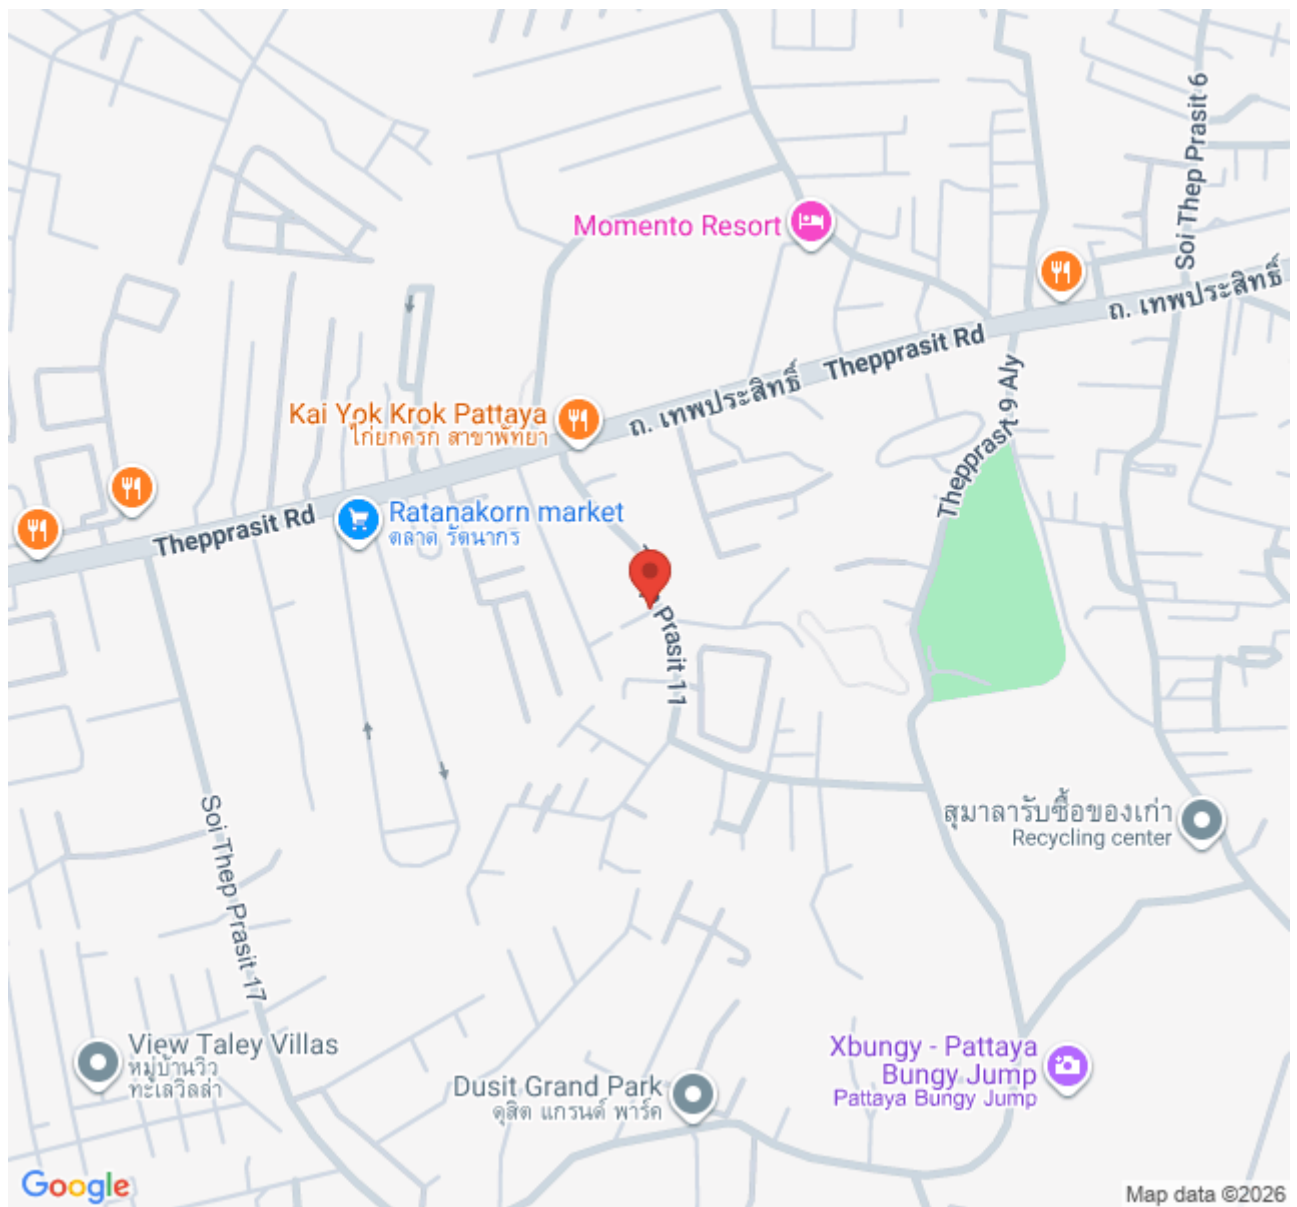 Soi Thep Prasit 6
Momento Resort
ถ. เทพประสิทธิ์
Thepprasit Rd
Thepprasit 9 Aly
ถ. เทพประสิทธิ์
Kai Yok Krok Pattaya
ไก่ยกครก สาขาพัทยา
Ratanakorn market
ตลาด รัตนากร
Thepprasit Rd
Prasit 11
สุมาลารับซื้อของเก่า
Recycling center
Soi Thep Prasit 17
View Taley Villas
หมู่บ้านวิว
ทะเลวิลล่า
Xbungy - Pattaya
Bungy Jump
Pattaya Bungy Jump
Dusit Grand Park
ดุสิต แกรนด์ พาร์ค
Google
Map data ©2026